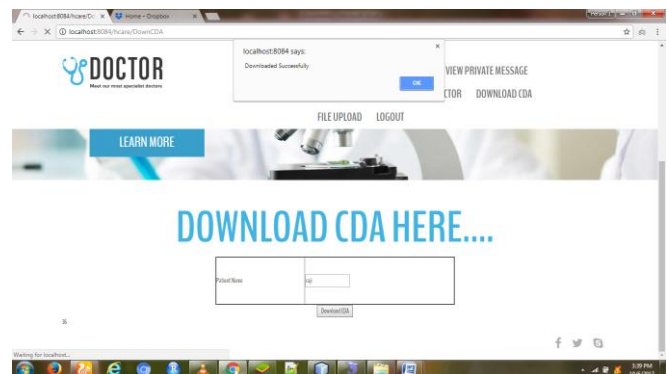 localhost:8084/hcare/Do
Home - Dropbox
localhost:8084/hcare/DownCDA
localhost:8084 says:
Downloaded Successfully
OK
DOCTOR
Meet our most specialist doctors
VIEW PRIVATE MESSAGE
CTOR
DOWNLOAD CDA
FILE UPLOAD
LOGOUT
LEARN MORE
DOWNLOAD CDA HERE....
Patient Name
Download CDA
Waiting for localhost...
3:39 PM